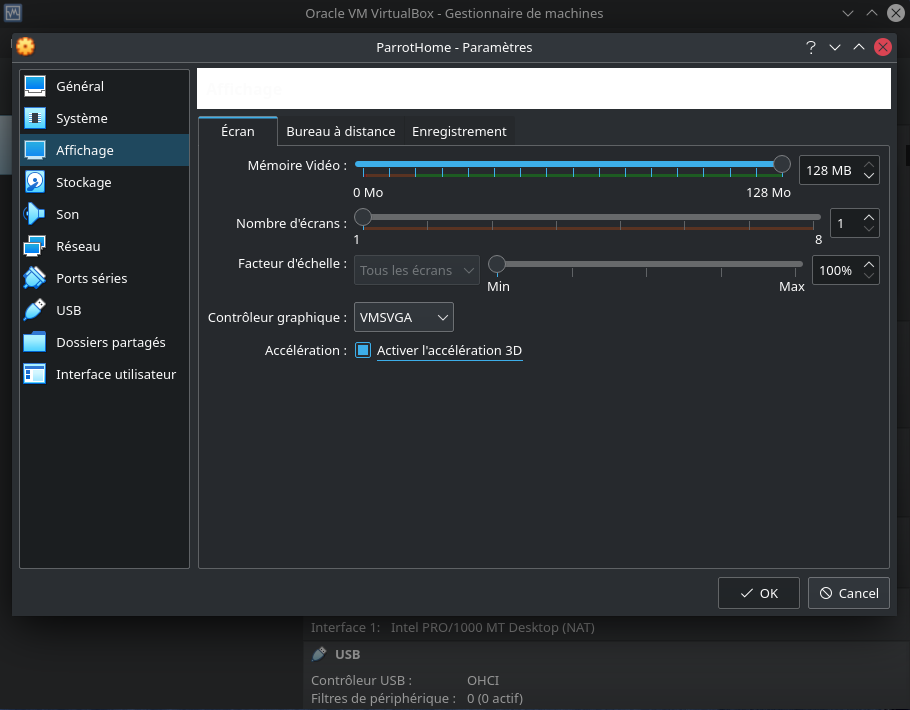 Oracle VM VirtualBox - Gestionnaire de machines
ParrotHome - Paramètres
Général
Système
Affichage
Stockage
Son
Réseau
Ports séries
USB
Dossiers partagés
Interface utilisateur
Affichage
Écran Bureau à distance Enregistrement
Mémoire Vidéo : 128 MB
0 Mo 128 Mo
Nombre d'écrans : 1
1 8
Facteur d'échelle : Tous les écrans 100%
Min Max
Contrôleur graphique : VMSVGA
Accélération : Activer l'accélération 3D
OK Cancel
Interface 1: Intel PRO/1000 MT Desktop (NAT)
USB
Contrôleur USB : OHCI
Filtres de périphérique : 0 (0 actif)